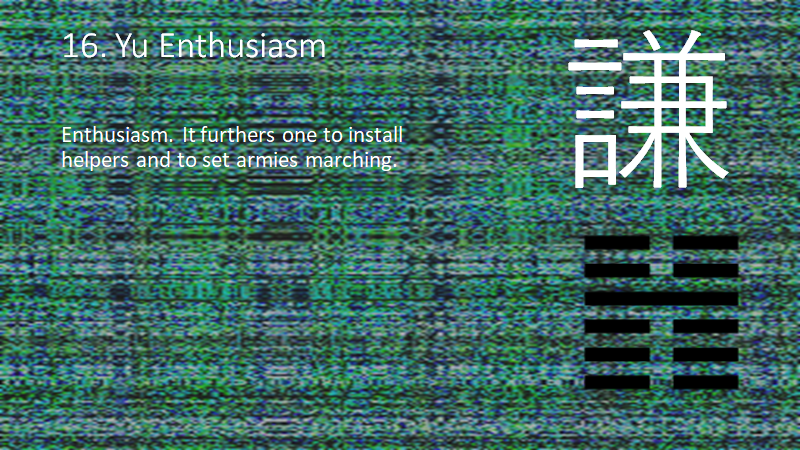 16. Yu Enthusiasm
謙
Enthusiasm. It furthers one to install
helpers and to set armies marching.